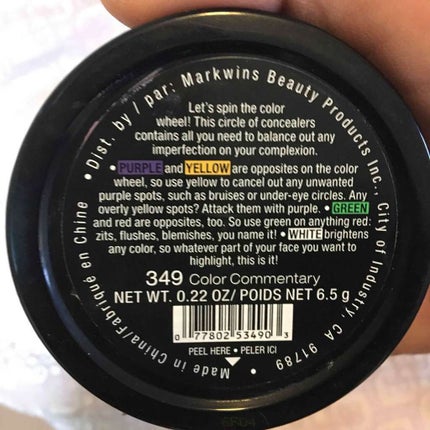 • Dist. by / par: Markwins Beauty Products Inc., City of Industry, CA 91789 •
Made in China/Fabriqué en Chine
Let's spin the color
wheel! This circle of concealers
contains all you need to balance out any
imperfection on your complexion.
• PURPLE and YELLOW are opposites on the color
wheel, so use yellow to cancel out any unwanted
purple spots, such as bruises or under-eye circles. Any
overly yellow spots? Attack them with purple. • GREEN
and red are opposites, too. So use green on anything red:
zits, flushes, blemishes, you name it! • WHITE brightens
any color, so whatever part of your face you want to
highlight, this is it!
349 Color Commentary
NET WT. 0.22 OZ/ POIDS NET 6.5 g
0 77802 53490 3
PEEL HERE • PELER ICI